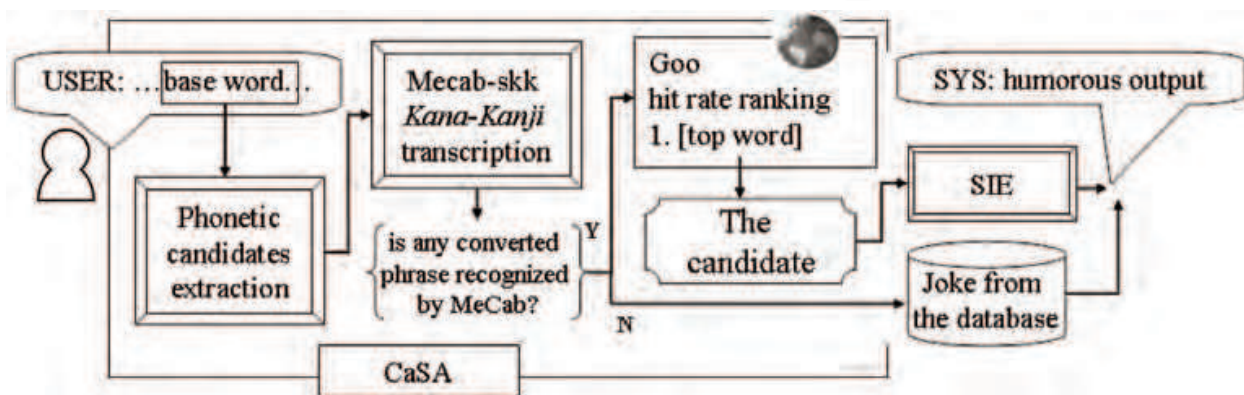 USER: …base word…
Phonetic
candidates
extraction
Mecab-skk
Kana-Kanji
transcription
is any converted
phrase recognized
by MeCab?
Y
N
Goo
hit rate ranking
1. [top word]
The
candidate
SIE
Joke from
the database
SYS: humorous output
CaSA